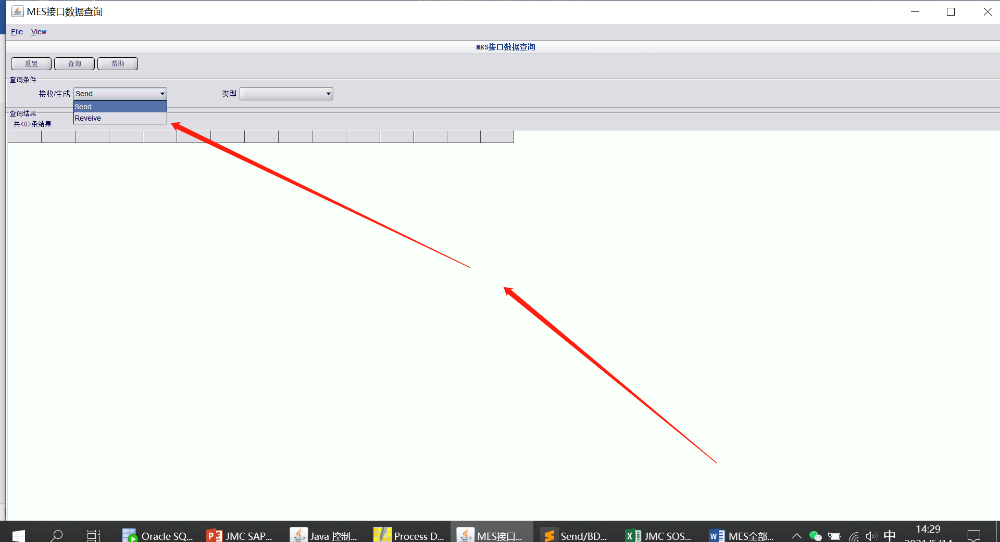 MES接口数据查询
File View
MES接口数据查询
重置 查询 帮助
查询条件
接收/生成 Send 类型
Send
Reveive
查询结果
共<0>条结果
Oracle SQ... JMC SAP... Java 控制... Process D... MES接口... Send/BD... JMC SOS... MES全部... 中 14:29